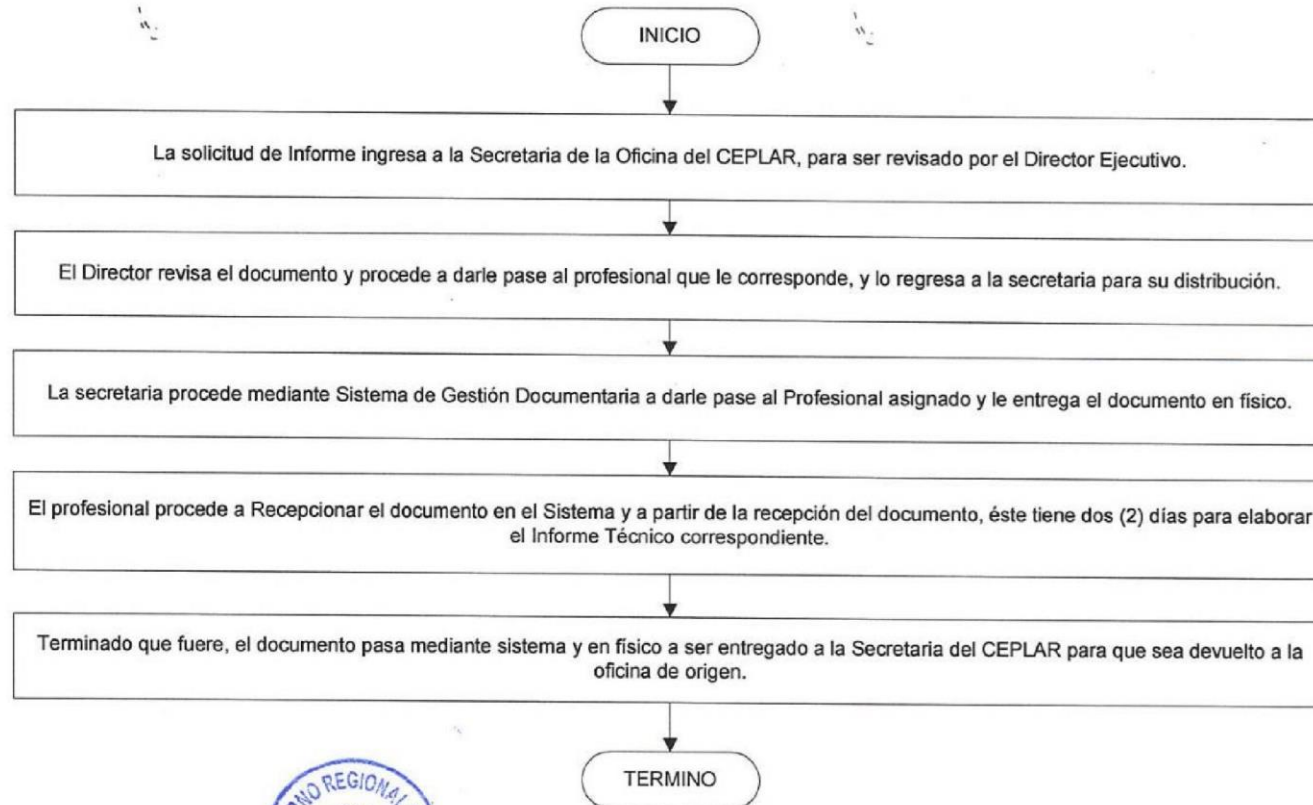 INICIO
La solicitud de Informe ingresa a la Secretaria de la Oficina del CEPLAR, para ser revisado por el Director Ejecutivo.
El Director revisa el documento y procede a darle pase al profesional que le corresponde, y lo regresa a la secretaria para su distribución.
La secretaria procede mediante Sistema de Gestión Documentaria a darle pase al Profesional asignado y le entrega el documento en físico.
El profesional procede a Recepcionar el documento en el Sistema y a partir de la recepción del documento, éste tiene dos (2) días para elaborar
el Informe Técnico correspondiente.
Terminado que fuere, el documento pasa mediante sistema y en físico a ser entregado a la Secretaria del CEPLAR para que sea devuelto a la
oficina de origen.
REGIONAL
TERMINO